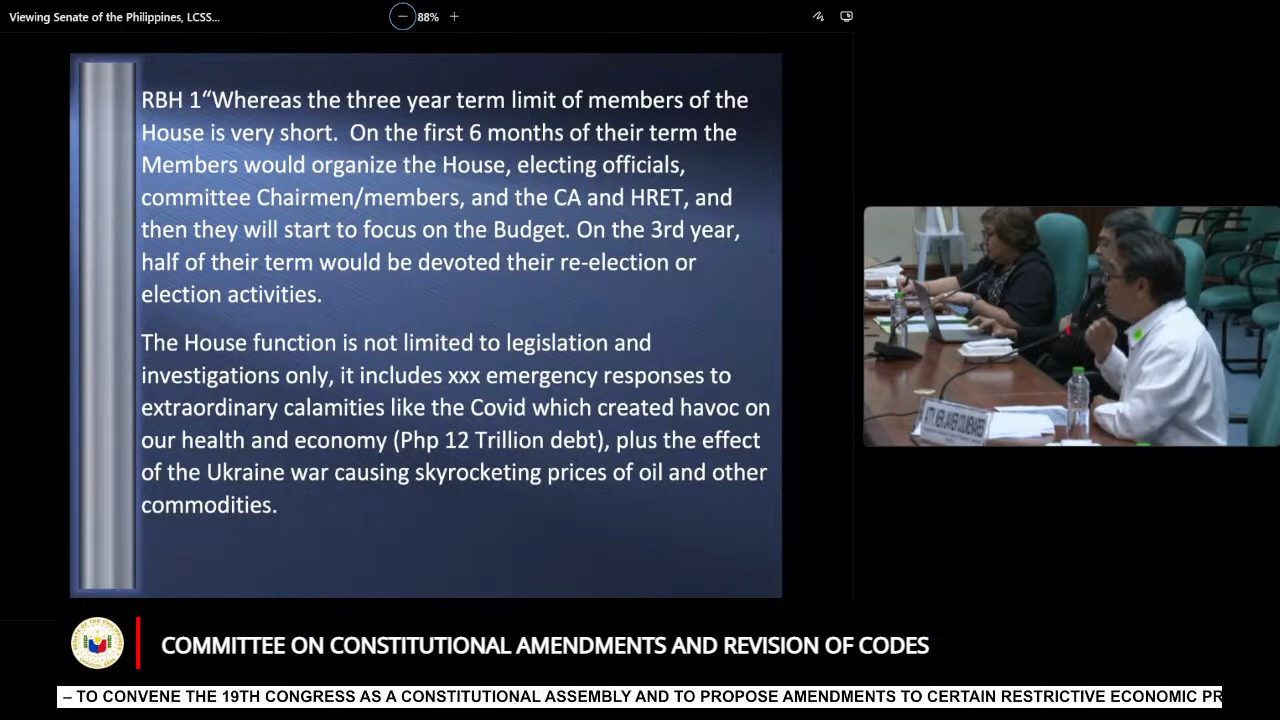 Viewing Senate of the Philippines, LCSS...
88%
RBH 1“Whereas the three year term limit of members of the
House is very short. On the first 6 months of their term the
Members would organize the House, electing officials,
committee Chairmen/members, and the CA and HRET, and
then they will start to focus on the Budget. On the 3rd year,
half of their term would be devoted their re-election or
election activities.
The House function is not limited to legislation and
investigations only, it includes xxx emergency responses to
extraordinary calamities like the Covid which created havoc on
our health and economy (Php 12 Trillion debt), plus the effect
of the Ukraine war causing skyrocketing prices of oil and other
commodities.
COMMITTEE ON CONSTITUTIONAL AMENDMENTS AND REVISION OF CODES
– TO CONVENE THE 19TH CONGRESS AS A CONSTITUTIONAL ASSEMBLY AND TO PROPOSE AMENDMENTS TO CERTAIN RESTRICTIVE ECONOMIC PR